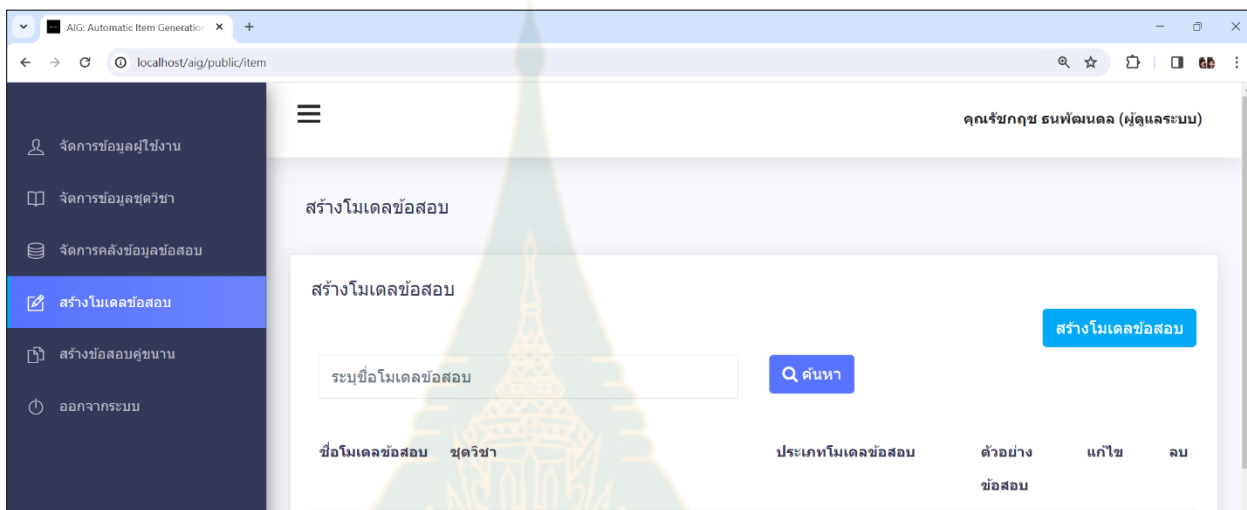 AIG: Automatic Item Generation
localhost/aig/public/item
คุณรัชกฤช ธนพัฒนดล (ผู้ดูแลระบบ)
จัดการข้อมูลผู้ใช้งาน
จัดการข้อมูลชุดวิชา
จัดการคลังข้อมูลข้อสอบ
สร้างโมเดลข้อสอบ
สร้างข้อสอบคู่ขนาน
ออกจากระบบ
สร้างโมเดลข้อสอบ
สร้างโมเดลข้อสอบ
สร้างโมเดลข้อสอบ
ระบุชื่อโมเดลข้อสอบ
ค้นหา
ชื่อโมเดลข้อสอบ ชุดวิชา ประเภทโมเดลข้อสอบ ตัวอย่าง แก้ไข ลบ
ข้อสอบ